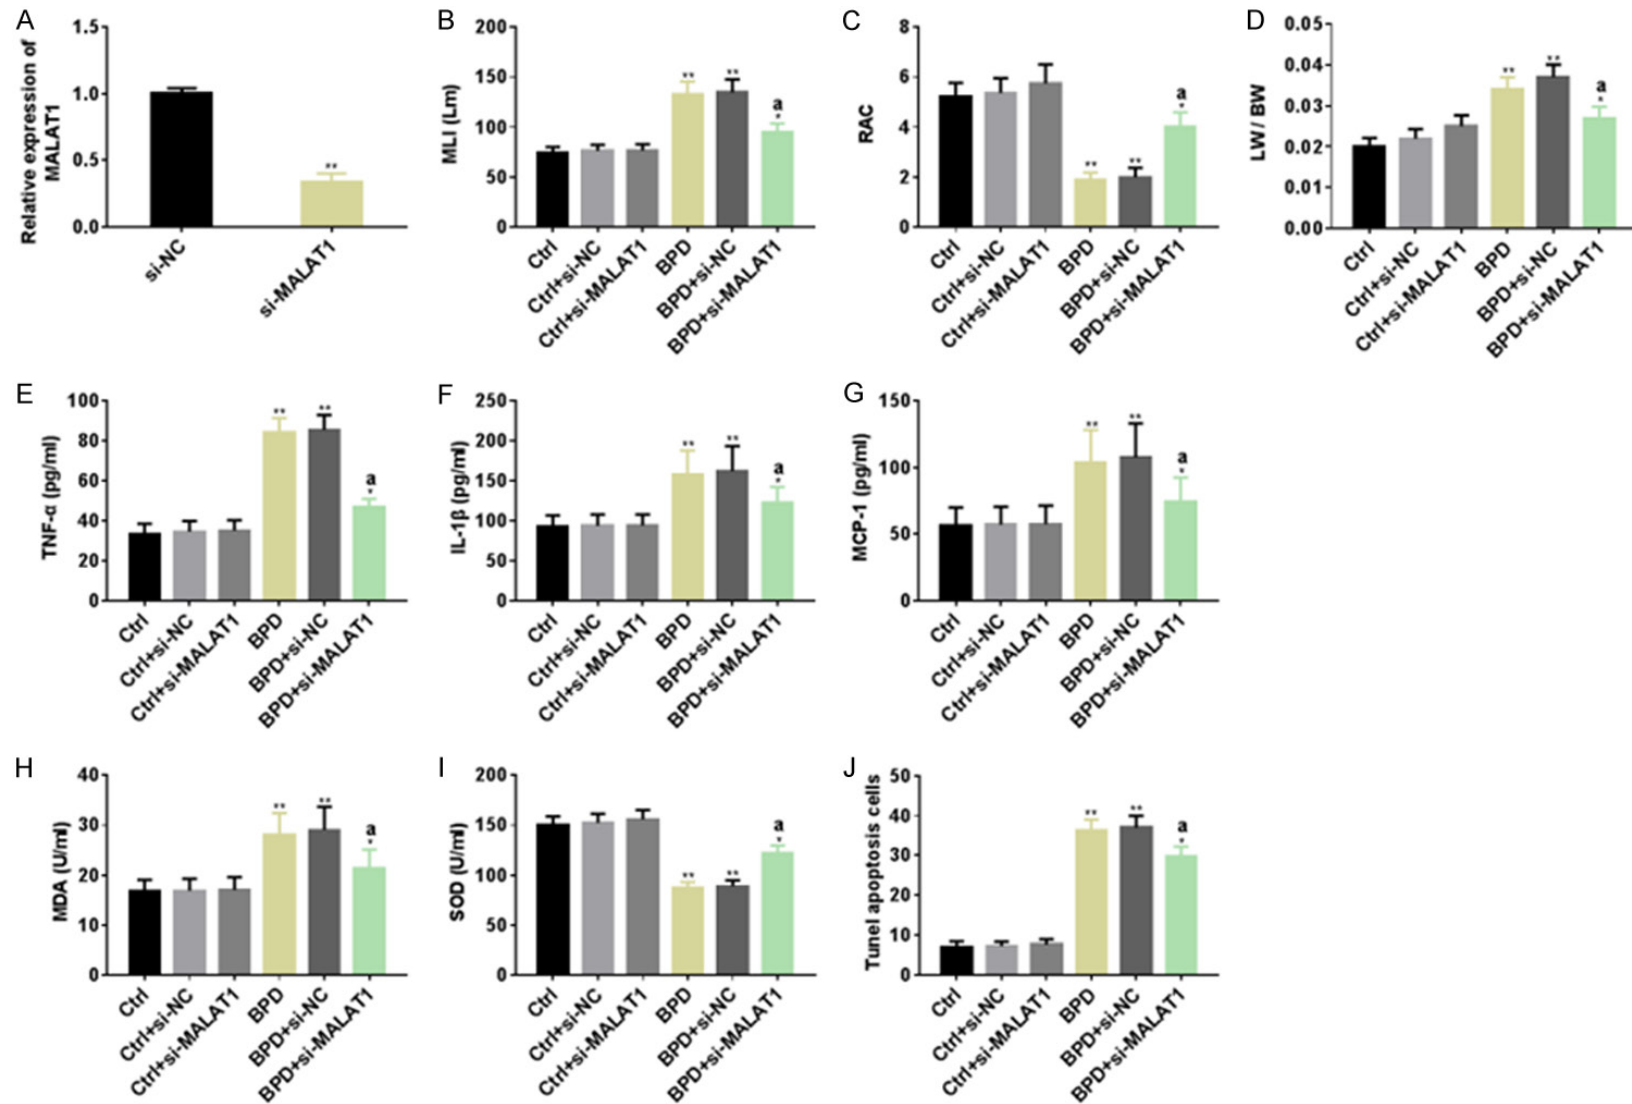 A
Relative expression of
MALAT1
1.5
1.0
0.5
0.0
**
si-NC
si-MALAT1
B
MLI (Lm)
200
150
100
50
0
**
**
a
*
Ctrl
Ctrl+si-NC
Ctrl+si-MALAT1
BPD
BPD+si-NC
BPD+si-MALAT1
C
RAC
8
6
4
2
0
**
**
a
*
Ctrl
Ctrl+si-NC
Ctrl+si-MALAT1
BPD
BPD+si-NC
BPD+si-MALAT1
D
LW / BW
0.05
0.04
0.03
0.02
0.01
0.00
**
**
a
*
Ctrl
Ctrl+si-NC
Ctrl+si-MALAT1
BPD
BPD+si-NC
BPD+si-MALAT1
E
TNF-α (pg/ml)
100
80
60
40
20
0
**
**
a
*
Ctrl
Ctrl+si-NC
Ctrl+si-MALAT1
BPD
BPD+si-NC
BPD+si-MALAT1
F
IL-1β (pg/ml)
250
200
150
100
50
0
**
**
a
*
Ctrl
Ctrl+si-NC
Ctrl+si-MALAT1
BPD
BPD+si-NC
BPD+si-MALAT1
G
MCP-1 (pg/ml)
150
100
50
0
**
**
a
*
Ctrl
Ctrl+si-NC
Ctrl+si-MALAT1
BPD
BPD+si-NC
BPD+si-MALAT1
H
MDA (U/ml)
40
30
20
10
0
**
**
a
*
Ctrl
Ctrl+si-NC
Ctrl+si-MALAT1
BPD
BPD+si-NC
BPD+si-MALAT1
I
SOD (U/ml)
200
150
100
50
0
**
**
a
*
Ctrl
Ctrl+si-NC
Ctrl+si-MALAT1
BPD
BPD+si-NC
BPD+si-MALAT1
J
Tunel apoptosis cells
50
40
30
20
10
0
**
**
a
*
Ctrl
Ctrl+si-NC
Ctrl+si-MALAT1
BPD
BPD+si-NC
BPD+si-MALAT1